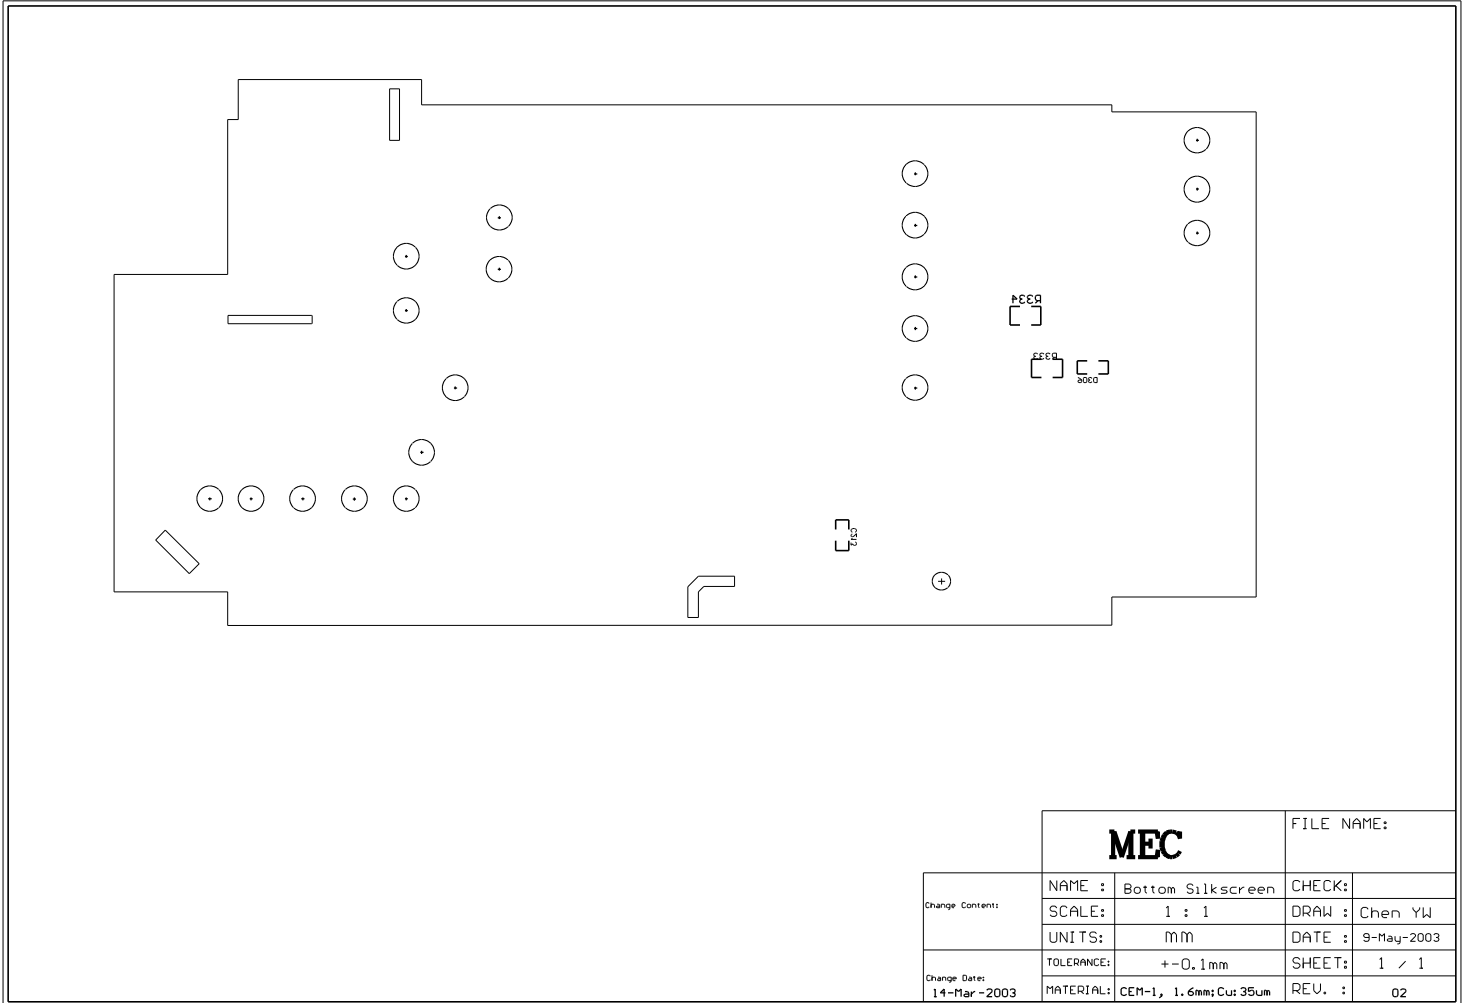 R334
R333
D306
C212
MEC
FILE NAME:
NAME : Bottom Silkscreen
CHECK:
Change Content:
SCALE: 1 : 1
DRAW : Chen YW
UNITS: MM
DATE : 9-May-2003
TOLERANCE: +-0.1mm
SHEET: 1 / 1
Change Date:
14-Mar-2003
MATERIAL: CEM-1, 1.6mm;Cu:35um
REV. : 02